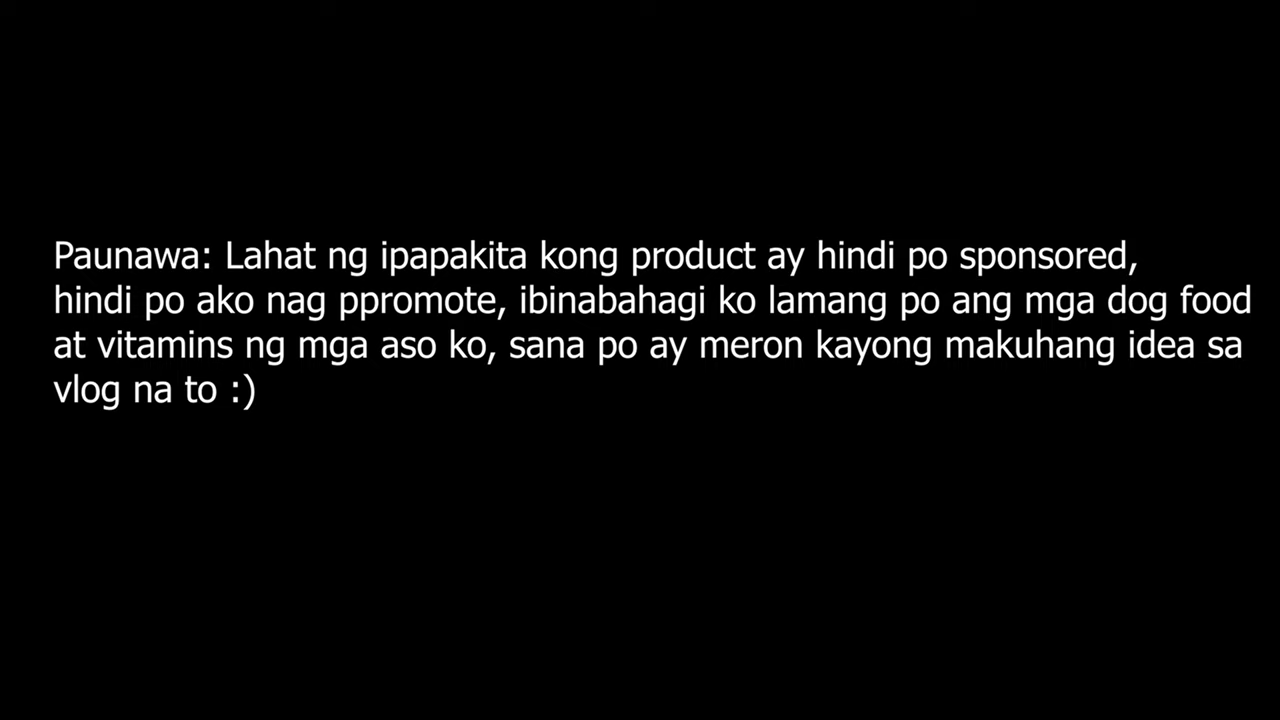 Paunawa: Lahat ng ipapakita kong product ay hindi po sponsored,
hindi po ako nag ppromote, ibinabahagi ko lamang po ang mga dog food
at vitamins ng mga aso ko, sana po ay meron kayong makuhang idea sa
vlog na to :)